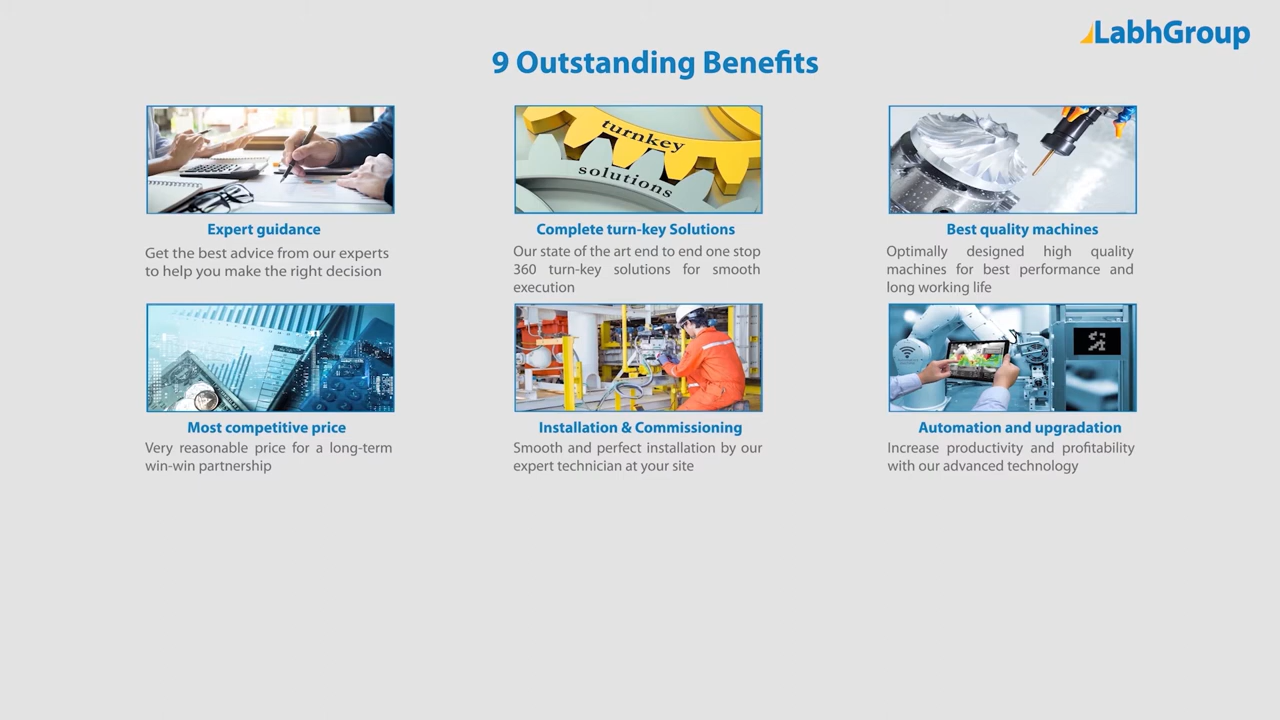 LabhGroup
9 Outstanding Benefits
turnkey
solutions
Expert guidance
Get the best advice from our experts
to help you make the right decision
Complete turn-key Solutions
Our state of the art end to end one stop
360 turn-key solutions for smooth
execution
Best quality machines
Optimally designed high quality
machines for best performance and
long working life
Most competitive price
Very reasonable price for a long-term
win-win partnership
Installation & Commissioning
Smooth and perfect installation by our
expert technician at your site
Automation and upgradation
Increase productivity and profitability
with our advanced technology